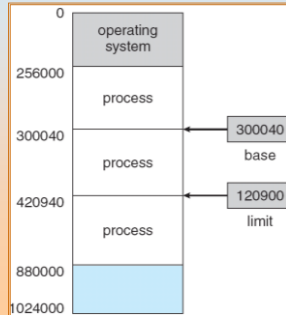 0
operating
system
256000
process
300040
300040
base
process
420940
120900
limit
process
880000
1024000